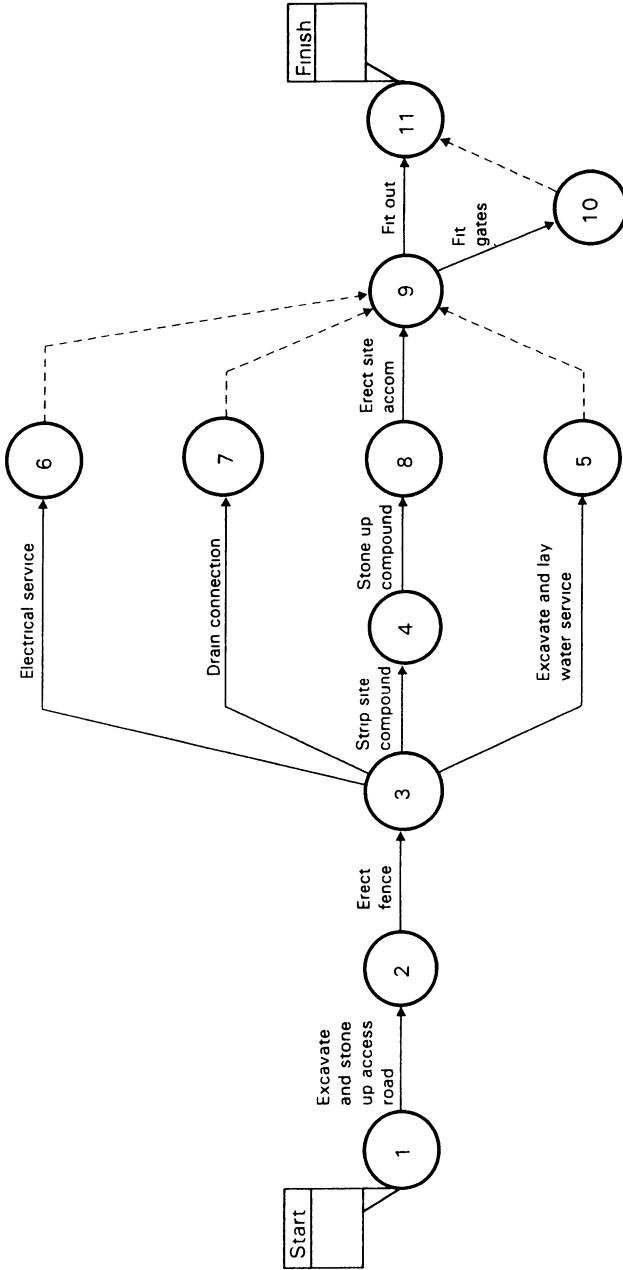 Start
1
Excavate
and stone
up access
road
2
Erect
fence
3
Electrical service
6
Drain connection
7
Strip site
compound
4
Stone up
compound
8
Erect site
accom
Excavate and lay
water service
5
9
Fit out
Fit
gates
10
11
Finish